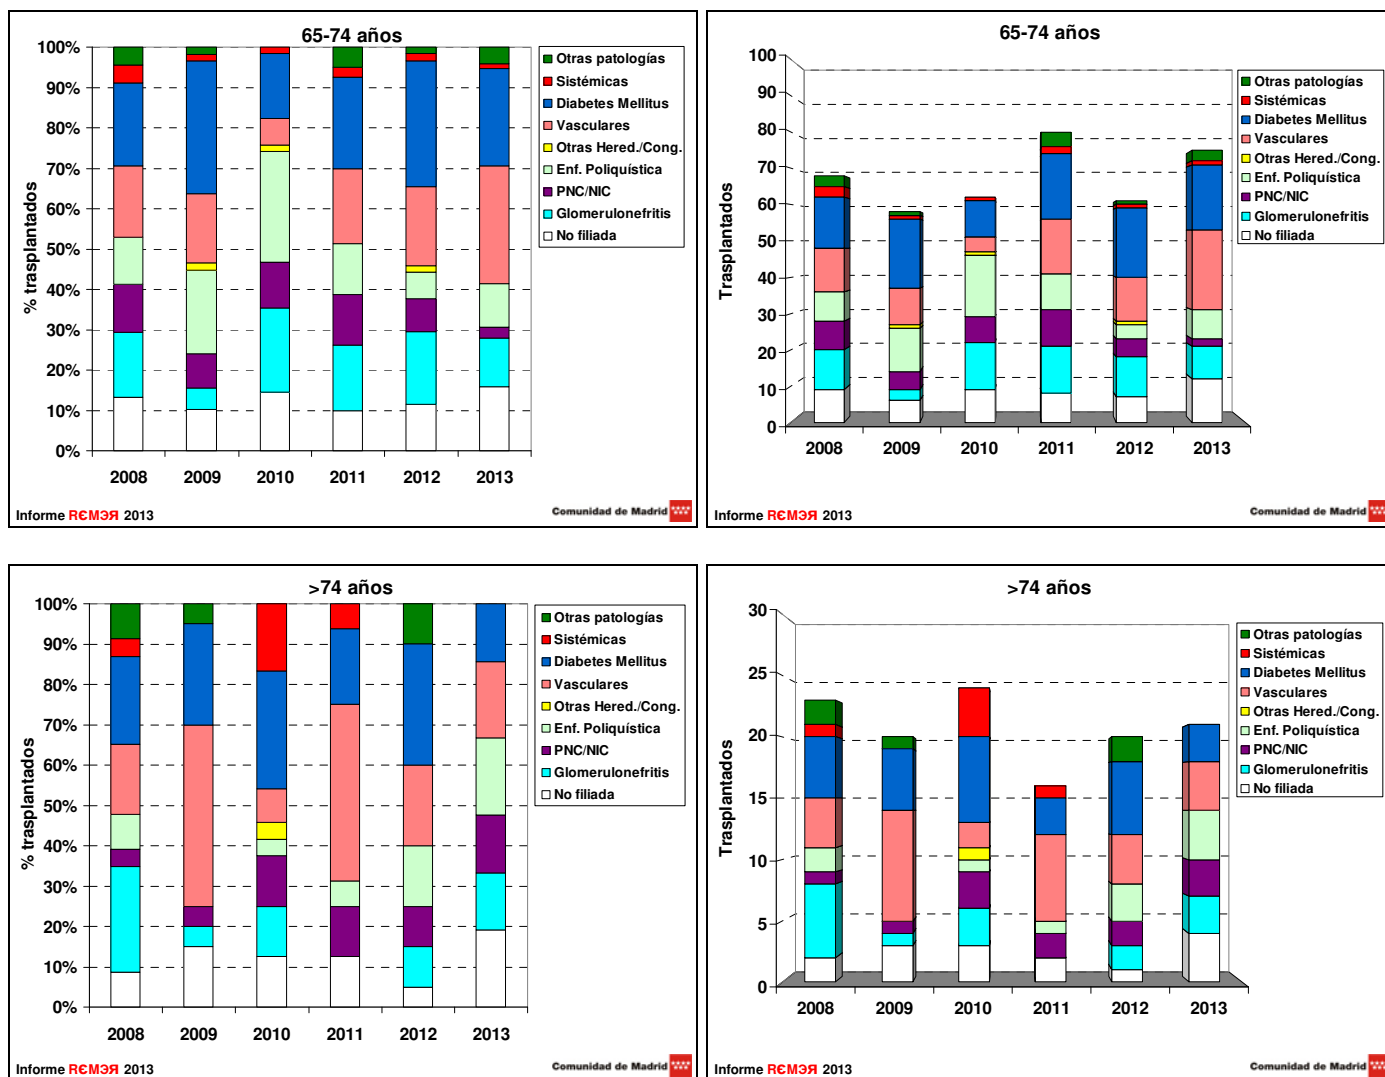 65-74 años
100%
90%
80%
70%
60%
50%
40%
30%
20%
10%
0%
% trasplantados
2008 2009 2010 2011 2012 2013
Otras patologías
Sistémicas
Diabetes Mellitus
Vasculares
Otras Hered./Cong.
Enf. Poliquística
PNC/NIC
Glomerulonefritis
No filiada
Informe RЄMЭЯ 2013
Comunidad de Madrid
65-74 años
100
90
80
70
60
50
40
30
20
10
0
Trasplantados
2008 2009 2010 2011 2012 2013
Otras patologías
Sistémicas
Diabetes Mellitus
Vasculares
Otras Hered./Cong.
Enf. Poliquística
PNC/NIC
Glomerulonefritis
No filiada
Informe RЄMЭЯ 2013
Comunidad de Madrid
>74 años
100%
90%
80%
70%
60%
50%
40%
30%
20%
10%
0%
% trasplantados
2008 2009 2010 2011 2012 2013
Otras patologías
Sistémicas
Diabetes Mellitus
Vasculares
Otras Hered./Cong.
Enf. Poliquística
PNC/NIC
Glomerulonefritis
No filiada
Informe RЄMЭЯ 2013
Comunidad de Madrid
>74 años
30
25
20
15
10
5
0
Trasplantados
2008 2009 2010 2011 2012 2013
Otras patologías
Sistémicas
Diabetes Mellitus
Vasculares
Otras Hered./Cong.
Enf. Poliquística
PNC/NIC
Glomerulonefritis
No filiada
Informe RЄMЭЯ 2013
Comunidad de Madrid